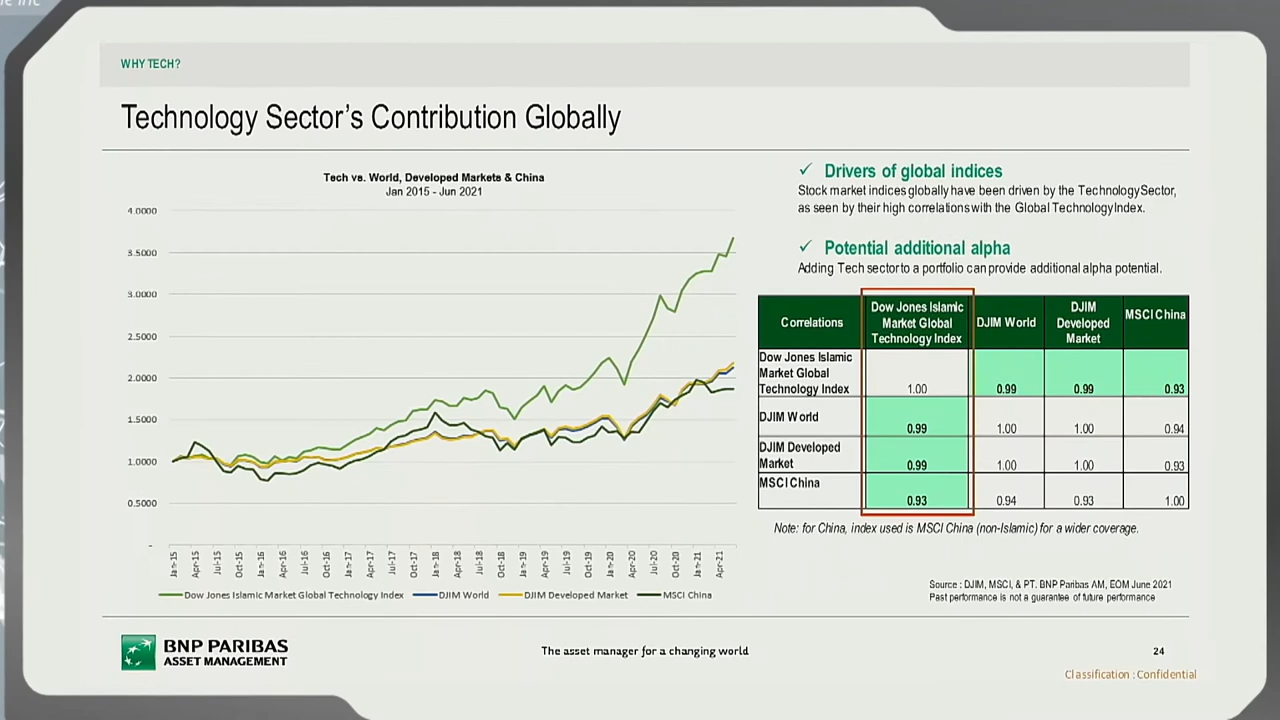 WHY TECH?
Technology Sector's Contribution Globally
Tech vs. World, Developed Markets & China
Jan 2015 - Jun 2021
4.0000
3.5000
3.0000
2.5000
2.0000
1.5000
1.0000
0.5000
-
Jan-15 Apr-15 Jul-15 Oct-15 Jan-16 Apr-16 Jul-16 Oct-16 Jan-17 Apr-17 Jul-17 Oct-17 Jan-18 Apr-18 Jul-18 Oct-18 Jan-19 Apr-19 Jul-19 Oct-19 Jan-20 Apr-20 Jul-20 Oct-20 Jan-21 Apr-21
Dow Jones Islamic Market Global Technology Index DJIM World DJIM Developed Market MSCI China
✓ Drivers of global indices
Stock market indices globally have been driven by the Technology Sector,
as seen by their high correlations with the Global Technology Index.
✓ Potential additional alpha
Adding Tech sector to a portfolio can provide additional alpha potential.
Correlations
Dow Jones Islamic
Market Global
Technology Index
DJIM World
DJIM
Developed
Market
MSCI China
Dow Jones Islamic
Market Global
Technology Index 1.00 0.99 0.99 0.93
DJIM World 0.99 1.00 1.00 0.94
DJIM Developed
Market 0.99 1.00 1.00 0.93
MSCI China 0.93 0.94 0.93 1.00
Note: for China, index used is MSCI China (non-Islamic) for a wider coverage.
Source : DJIM, MSCI, & PT. BNP Paribas AM, EOM June 2021
Past performance is not a guarantee of future performance
BNP PARIBAS
ASSET MANAGEMENT
The asset manager for a changing world
24
Classification : Confidential